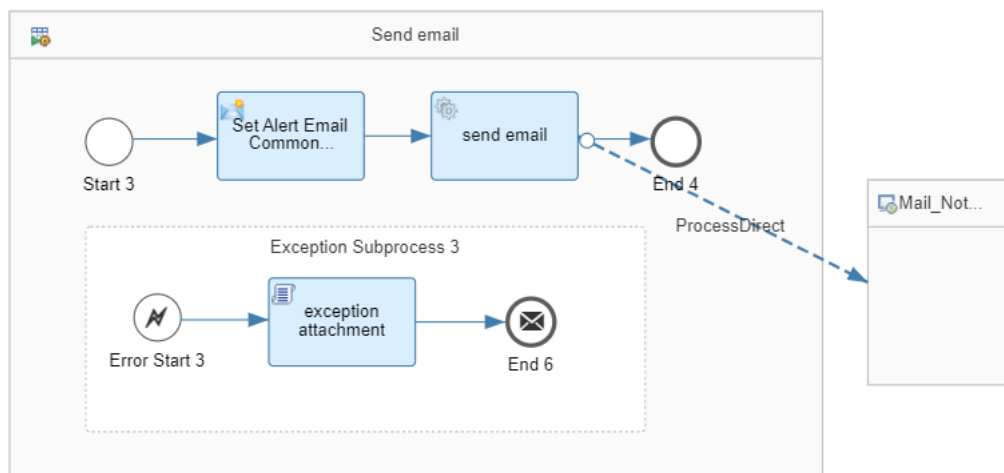 Send email
Set Alert Email
Common...
send email
Start 3
End 4
Mail_Not...
ProcessDirect
Exception Subprocess 3
exception
attachment
Error Start 3
End 6